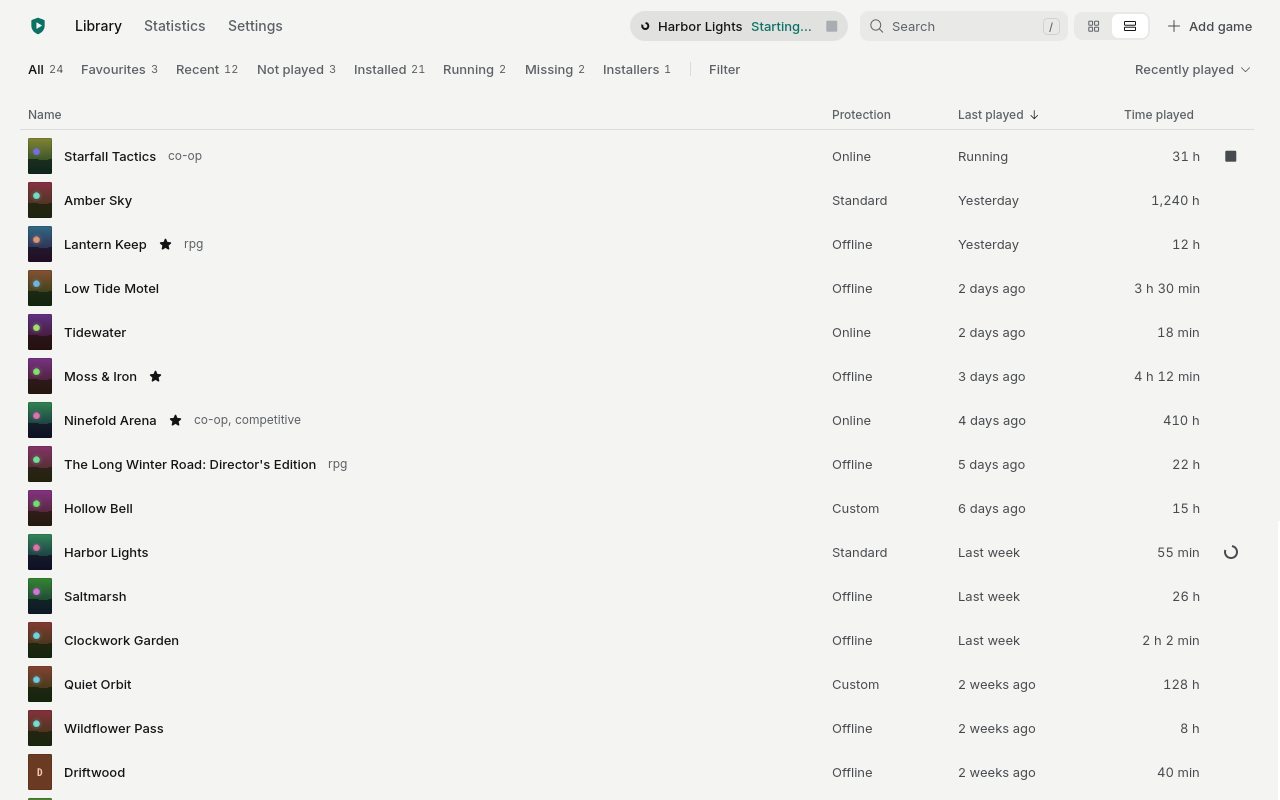 Library Statistics Settings Harbor Lights Starting... Search / Add game
All 24 Favourites 3 Recent 12 Not played 3 Installed 21 Running 2 Missing 2 Installers 1 Filter Recently played
Name Protection Last played ↓ Time played
Starfall Tactics co-op Online Running 31 h
Amber Sky Standard Yesterday 1,240 h
Lantern Keep ★ rpg Offline Yesterday 12 h
Low Tide Motel Offline 2 days ago 3 h 30 min
Tidewater Online 2 days ago 18 min
Moss & Iron ★ Offline 3 days ago 4 h 12 min
Ninefold Arena ★ co-op, competitive Online 4 days ago 410 h
The Long Winter Road: Director's Edition rpg Offline 5 days ago 22 h
Hollow Bell Custom 6 days ago 15 h
Harbor Lights Standard Last week 55 min
Saltmarsh Offline Last week 26 h
Clockwork Garden Offline Last week 2 h 2 min
Quiet Orbit Custom 2 weeks ago 128 h
Wildflower Pass Offline 2 weeks ago 8 h
D Driftwood Offline 2 weeks ago 40 min